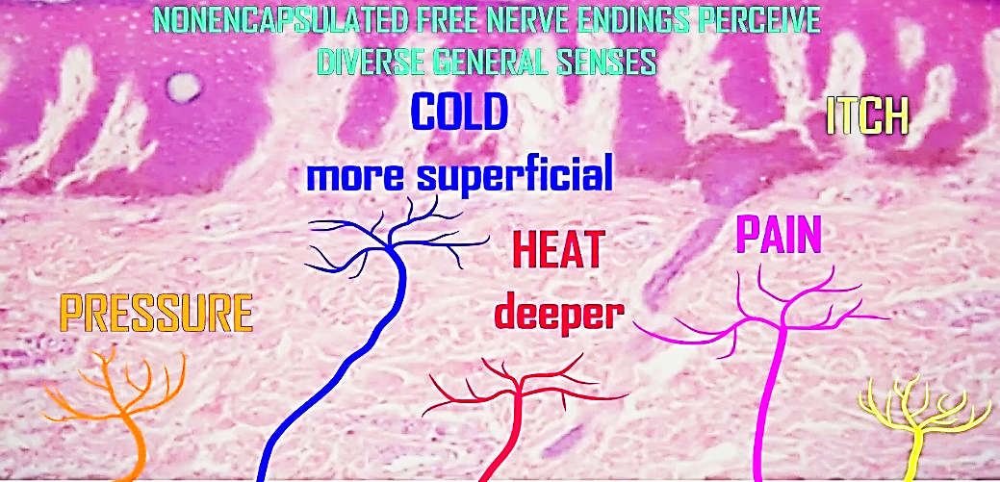 NONENCAPSULATED FREE NERVE ENDINGS PERCEIVE
DIVERSE GENERAL SENSES
COLD
more superficial
ITCH
HEAT
deeper
PAIN
PRESSURE